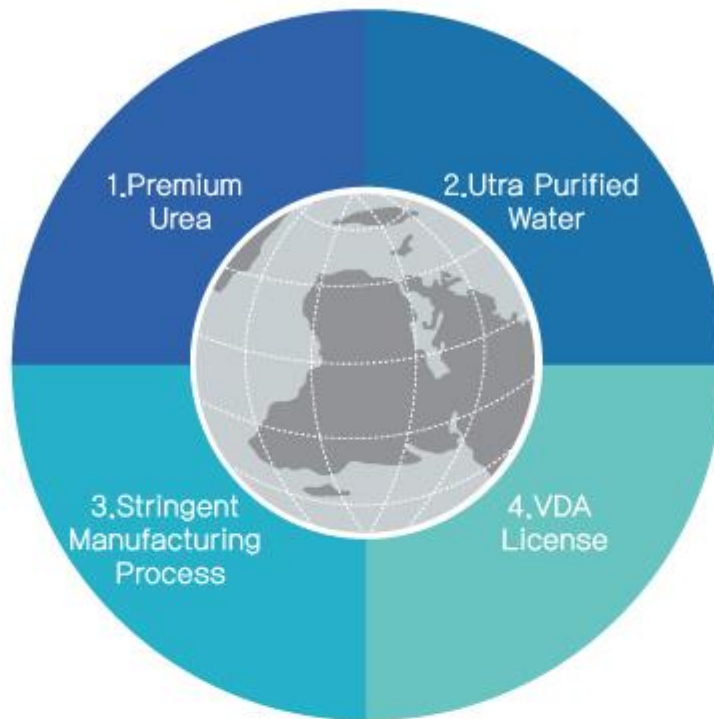 1.Premium
Urea
2.Utra Purified
Water
3.Stringent
Manufacturing
Process
4.VDA
License